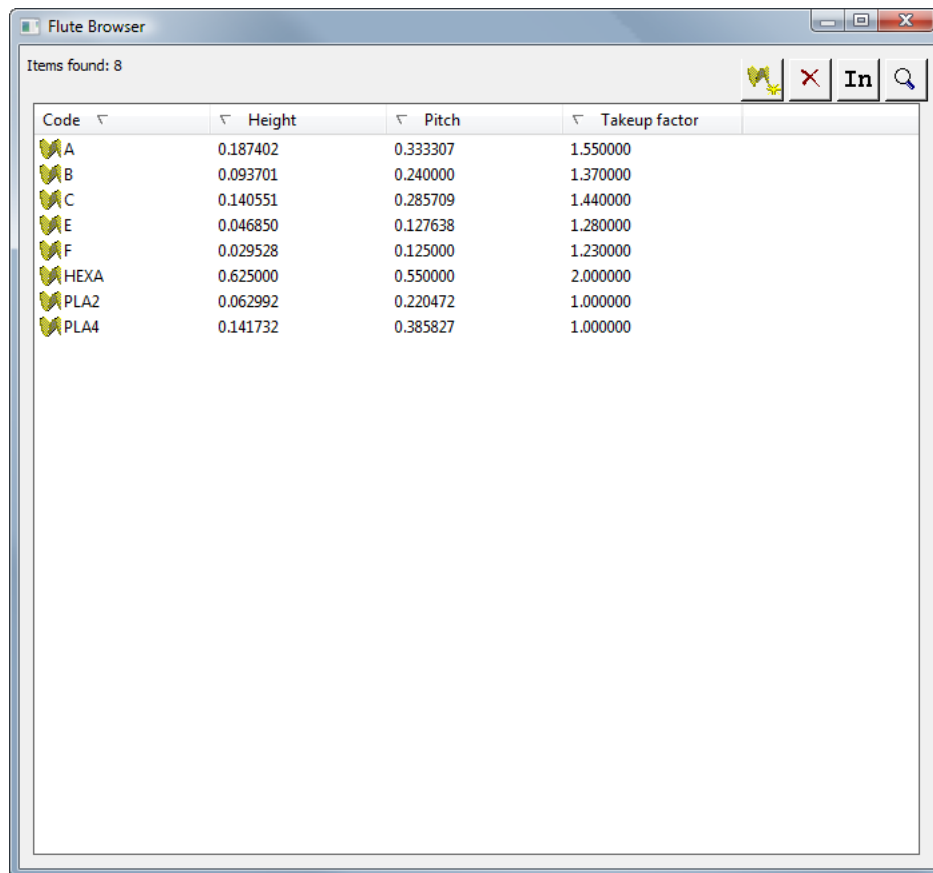 Flute Browser
Items found: 8
In
Code Height Pitch Takeup factor
A 0.187402 0.333307 1.550000
B 0.093701 0.240000 1.370000
C 0.140551 0.285709 1.440000
E 0.046850 0.127638 1.280000
F 0.029528 0.125000 1.230000
HEXA 0.625000 0.550000 2.000000
PLA2 0.062992 0.220472 1.000000
PLA4 0.141732 0.385827 1.000000